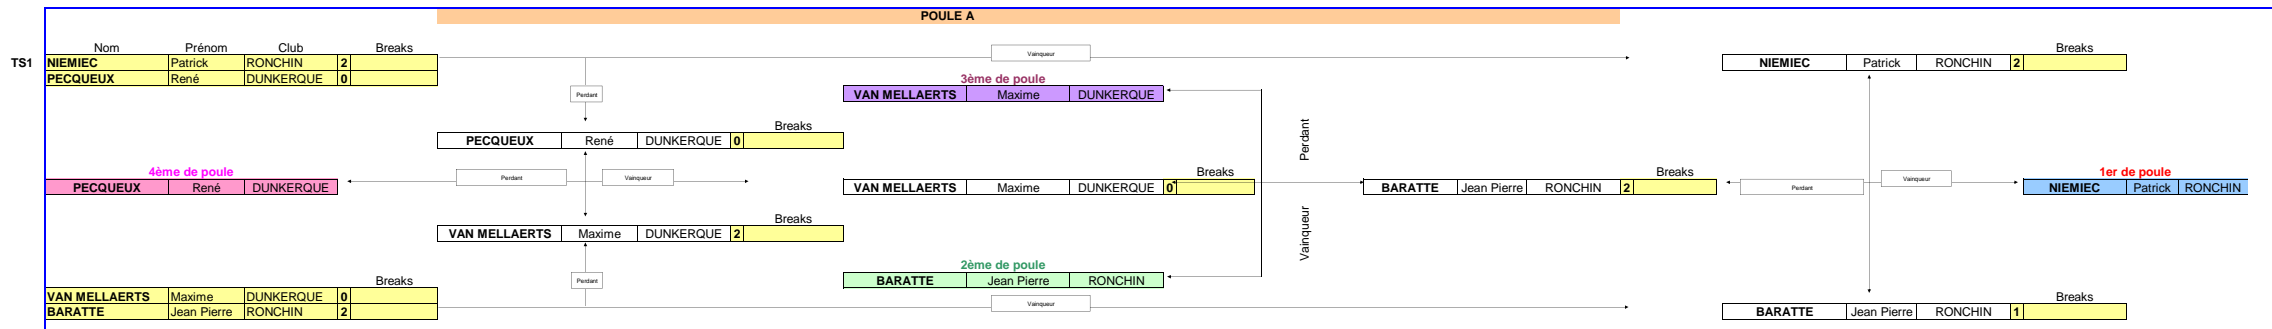 POULE A
Nom Prénom Club Breaks
TS1 NIEMIEC Patrick RONCHIN 2
PECQUEUX René DUNKERQUE 0
Vainqueur
Breaks
NIEMIEC Patrick RONCHIN 2
3ème de poule
VAN MELLAERTS Maxime DUNKERQUE
Perdant
Breaks
PECQUEUX René DUNKERQUE 0
Perdant
4ème de poule
PECQUEUX René DUNKERQUE
Perdant
Vainqueur
Breaks
VAN MELLAERTS Maxime DUNKERQUE 0
Breaks
BARATTE Jean Pierre RONCHIN 2
Perdant
Vainqueur
1er de poule
NIEMIEC Patrick RONCHIN
Vainqueur
Breaks
VAN MELLAERTS Maxime DUNKERQUE 2
2ème de poule
BARATTE Jean Pierre RONCHIN
Perdant
Breaks
VAN MELLAERTS Maxime DUNKERQUE 0
BARATTE Jean Pierre RONCHIN 2
Vainqueur
Breaks
BARATTE Jean Pierre RONCHIN 1